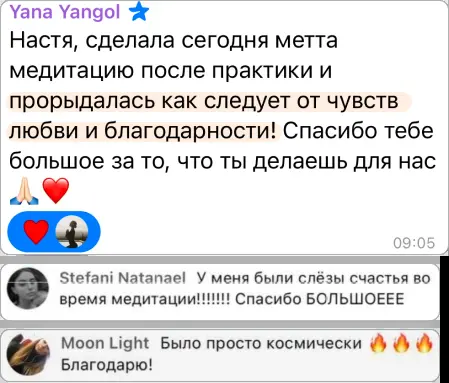 Yana Yangol
Настя, сделала сегодня метта
медитацию после практики и
прорыдалась как следует от чувств
любви и благодарности! Спасибо тебе
большое за то, что ты делаешь для нас
🙏🏻❤️
❤️
09:05
Stefani Natanael У меня были слёзы счастья во
время медитации!!!!!!! Спасибо БОЛЬШОЕЕЕ
Moon Light Было просто космически 🔥🔥🔥
Благодарю!